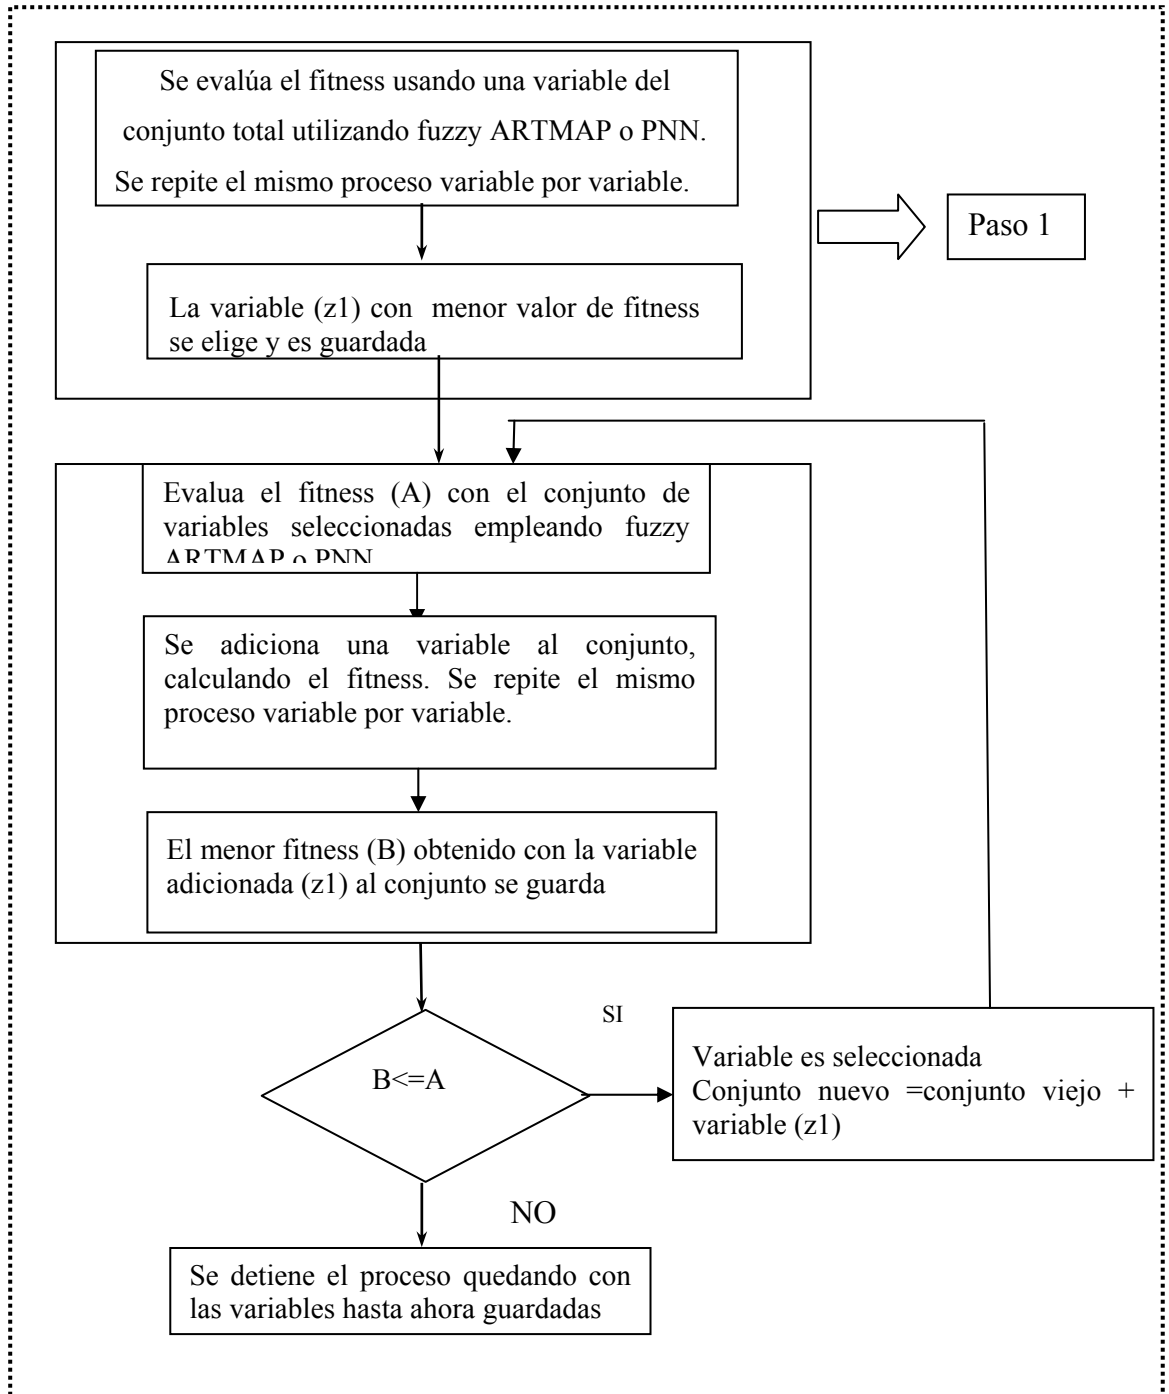 Se evalúa el fitness usando una variable del
conjunto total utilizando fuzzy ARTMAP o PNN.
Se repite el mismo proceso variable por variable.
Paso 1
La variable (z1) con menor valor de fitness
se elige y es guardada
Evalua el fitness (A) con el conjunto de
variables seleccionadas empleando fuzzy
ARTMAP o PNN
Se adiciona una variable al conjunto,
calculando el fitness. Se repite el mismo
proceso variable por variable.
El menor fitness (B) obtenido con la variable
adicionada (z1) al conjunto se guarda
B<=A
SI
Variable es seleccionada
Conjunto nuevo =conjunto viejo +
variable (z1)
NO
Se detiene el proceso quedando con
las variables hasta ahora guardadas